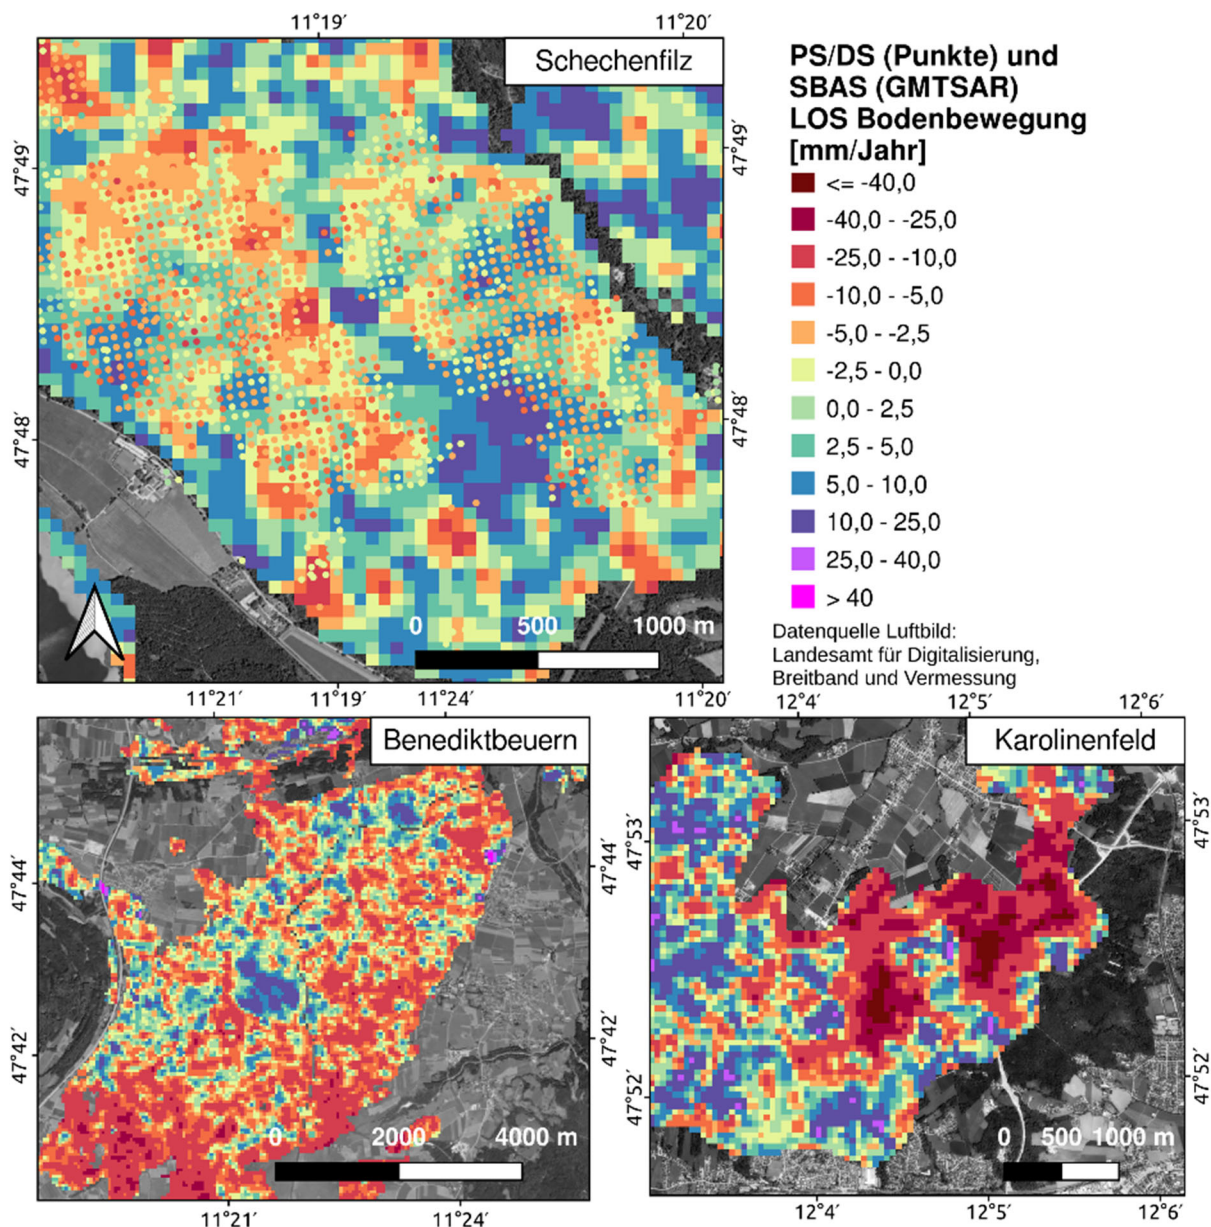 11°19′ 11°20′
Schechenfilz
47°49′
47°49′
47°48′
47°48′
0 500 1000 m
11°19′ 11°20′
PS/DS (Punkte) und
SBAS (GMTSAR)
LOS Bodenbewegung
[mm/Jahr]
<= -40,0
-40,0 - -25,0
-25,0 - -10,0
-10,0 - -5,0
-5,0 - -2,5
-2,5 - 0,0
0,0 - 2,5
2,5 - 5,0
5,0 - 10,0
10,0 - 25,0
25,0 - 40,0
> 40
Datenquelle Luftbild:
Landesamt für Digitalisierung,
Breitband und Vermessung
11°21′ 11°24′
Benediktbeuern
47°44′
47°44′
47°42′
47°42′
0 2000 4000 m
11°21′ 11°24′
12°4′ 12°5′ 12°6′
Karolinenfeld
47°53′
47°53′
47°52′
47°52′
0 500 1000 m
12°4′ 12°5′ 12°6′